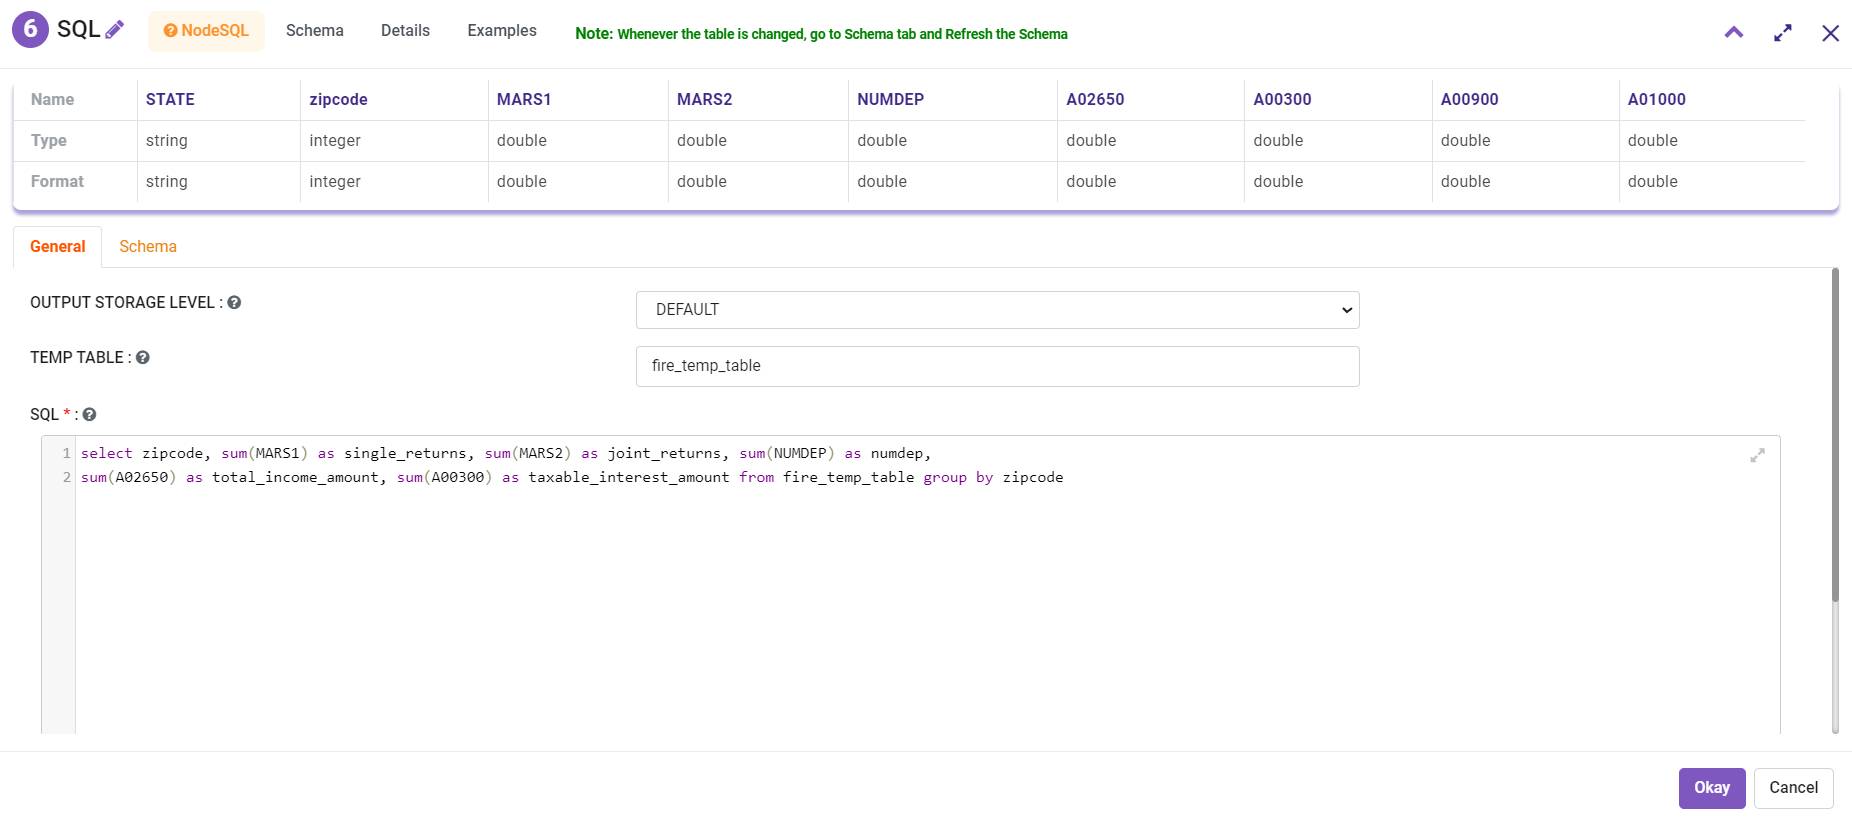 6 SQL NodeSQL Schema Details Examples Note: Whenever the table is changed, go to Schema tab and Refresh the Schema
Name STATE zipcode MARS1 MARS2 NUMDEP A02650 A00300 A00900 A01000
Type string integer double double double double double double double
Format string integer double double double double double double double
General Schema
OUTPUT STORAGE LEVEL : DEFAULT
TEMP TABLE : fire_temp_table
SQL * :
1 select zipcode, sum(MARS1) as single_returns, sum(MARS2) as joint_returns, sum(NUMDEP) as numdep,
2 sum(A02650) as total_income_amount, sum(A00300) as taxable_interest_amount from fire_temp_table group by zipcode
Okay Cancel